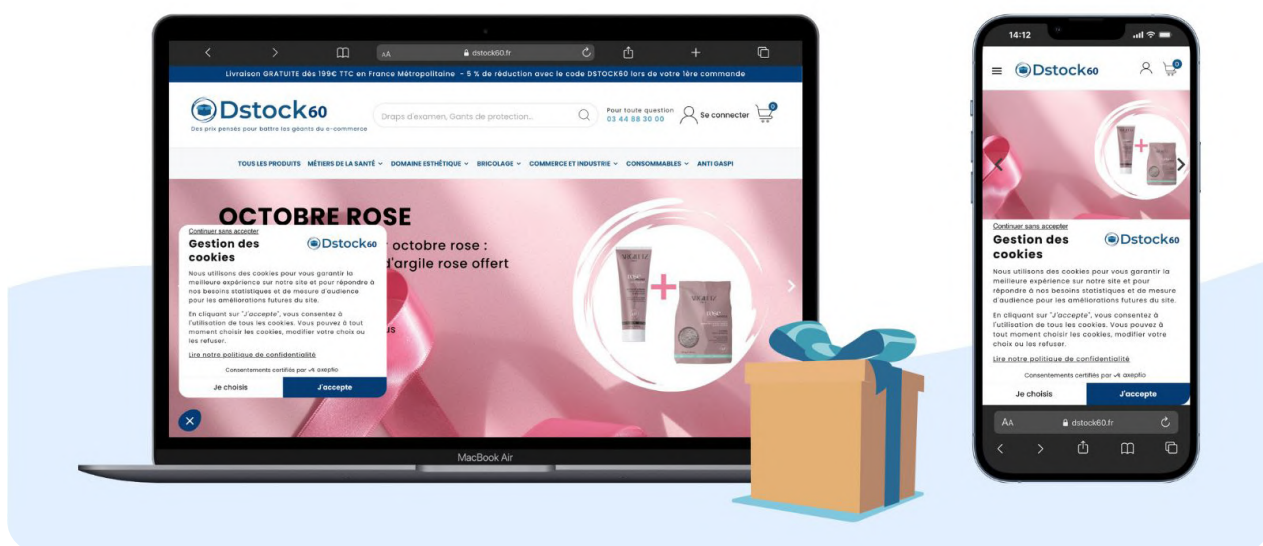 AA
dstock60.fr
Livraison GRATUITE dès 199€ TTC en France Métropolitaine - 5 % de réduction avec le code DSTOCK60 lors de votre 1ère commande
Dstock60
Des prix pensés pour battre les géants du e-commerce
Draps d'examen, Gants de protection...
Pour toute question
03 44 88 30 00
Se connecter
0
TOUS LES PRODUITS MÉTIERS DE LA SANTÉ DOMAINE ESTHÉTIQUE BRICOLAGE COMMERCE ET INDUSTRIE CONSOMMABLES ANTI GASPI
OCTOBRE ROSE
octobre rose :
d'argile rose offert
us
Continuer sans accepter
Gestion des
cookies
Dstock60
Nous utilisons des cookies pour vous garantir la
meilleure expérience sur notre site et pour répondre à
nos besoins statistiques et de mesure d'audience
pour les améliorations futures du site.
En cliquant sur "J'accepte", vous consentez à
l'utilisation de tous les cookies. Vous pouvez à tout
moment choisir les cookies, modifier votre choix ou
les refuser.
Lire notre politique de confidentialité
Consentements certifiés par axeptio
Je choisis
J'accepte
MacBook Air
14:12
Dstock60
0
Continuer sans accepter
Gestion des
cookies
Dstock60
Nous utilisons des cookies pour vous garantir la
meilleure expérience sur notre site et pour
répondre à nos besoins statistiques et de mesure
d'audience pour les améliorations futures du site.
En cliquant sur "J'accepte", vous consentez à
l'utilisation de tous les cookies. Vous pouvez à
tout moment choisir les cookies, modifier votre
choix ou les refuser.
Lire notre politique de confidentialité
Consentements certifiés par axeptio
Je choisis
J'accepte
AA
dstock60.fr